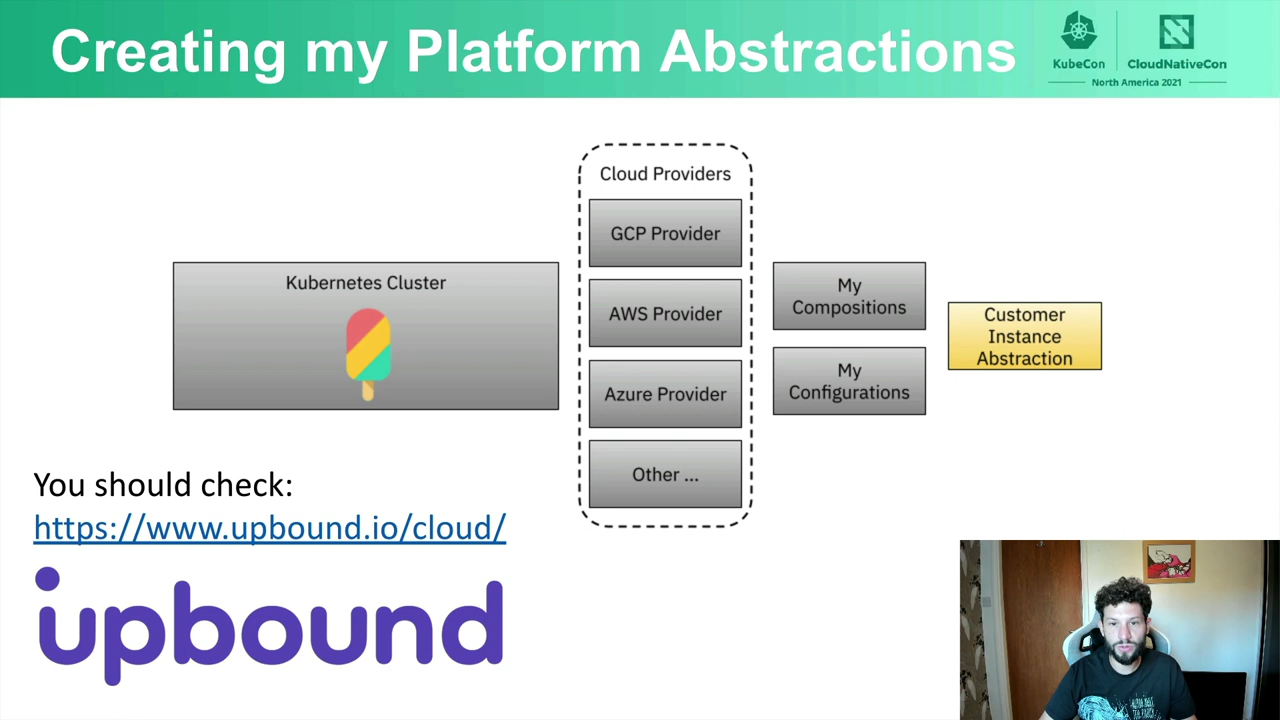 Creating my Platform Abstractions
KubeCon
CloudNativeCon
North America 2021
Cloud Providers
GCP Provider
Kubernetes Cluster
AWS Provider
My
Compositions
Customer
Instance
Abstraction
Azure Provider
My
Configurations
Other ...
You should check:
https://www.upbound.io/cloud/
upbound